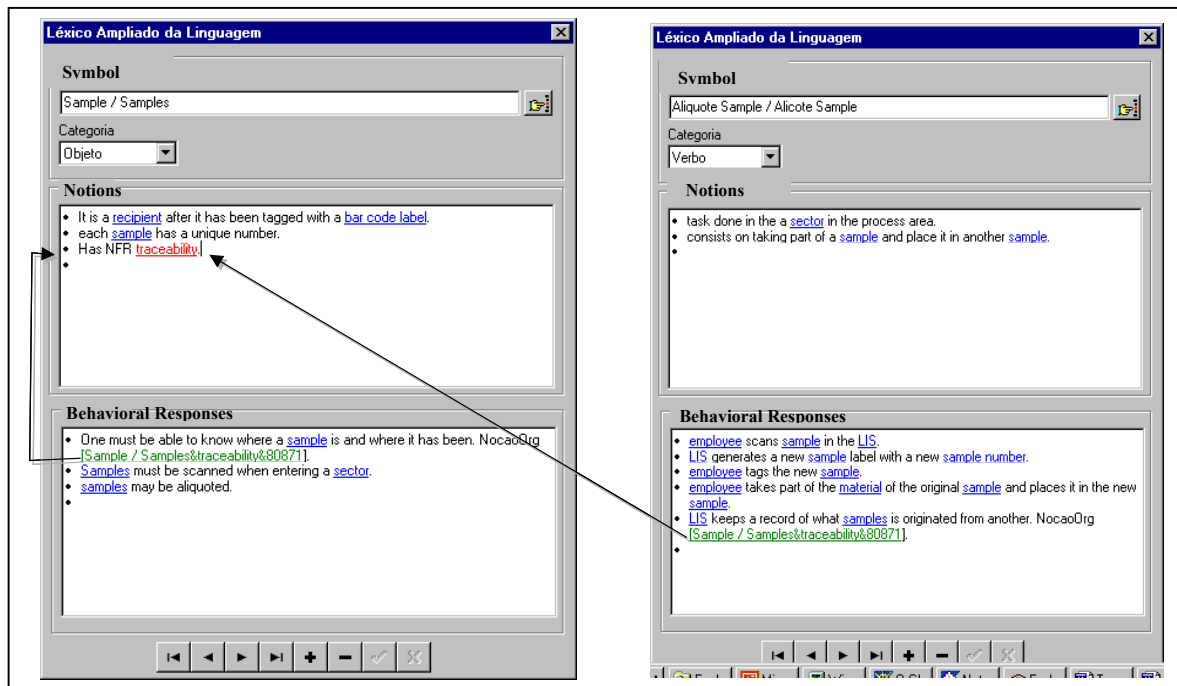 Léxico Ampliado da Linguagem
Symbol
Sample / Samples
Categoria
Objeto
Notions
It is a recipient after it has been tagged with a bar code label.
each sample has a unique number.
Has NFR traceability.
Behavioral Responses
One must be able to know where a sample is and where it has been. NocaoOrg
[Sample / Samples&traceability&80871].
Samples must be scanned when entering a sector.
samples may be aliquoted.
Léxico Ampliado da Linguagem
Symbol
Aliquote Sample / Alicote Sample
Categoria
Verbo
Notions
task done in the a sector in the process area.
consists on taking part of a sample and place it in another sample.
Behavioral Responses
employee scans sample in the LIS.
LIS generates a new sample label with a new sample number.
employee tags the new sample.
employee takes part of the material of the original sample and places it in the new
sample.
LIS keeps a record of what samples is originated from another. NocaoOrg
[Sample / Samples&traceability&80871].